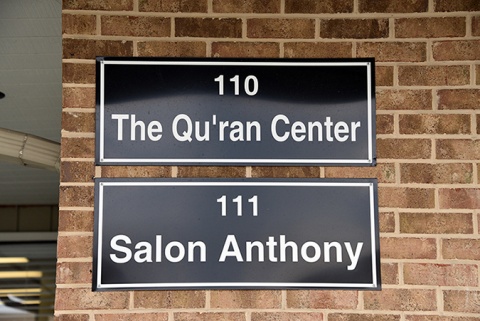 110
The Qu'ran Center
111
Salon Anthony